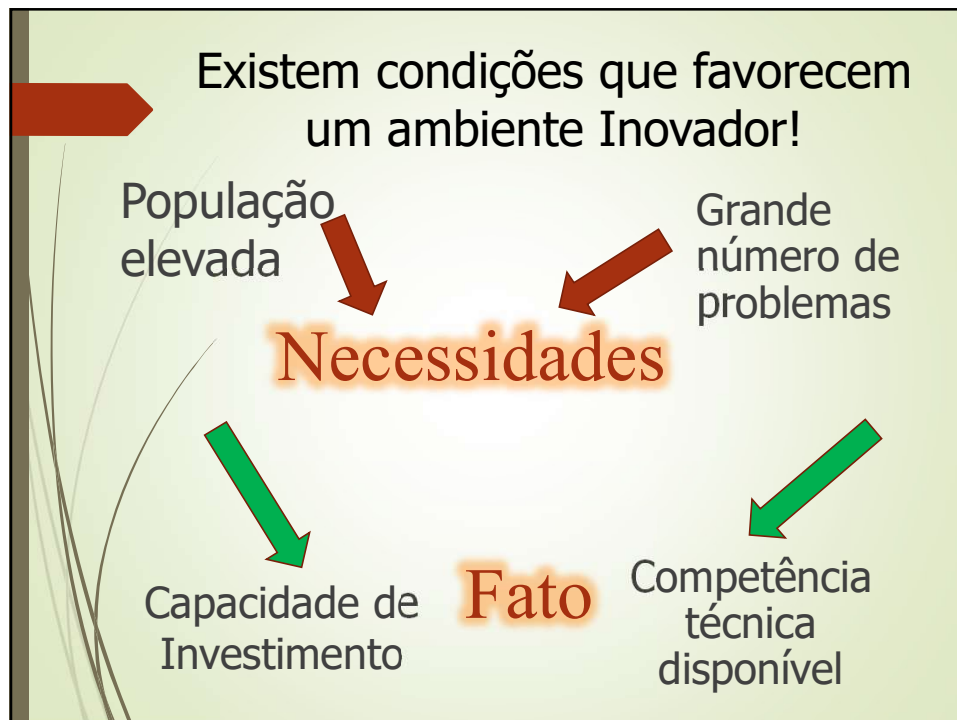 Existem condições que favorecem
um ambiente Inovador!
População
elevada
Grande
número de
problemas
Necessidades
Capacidade de
Investimento
Fato
Competência
técnica
disponível